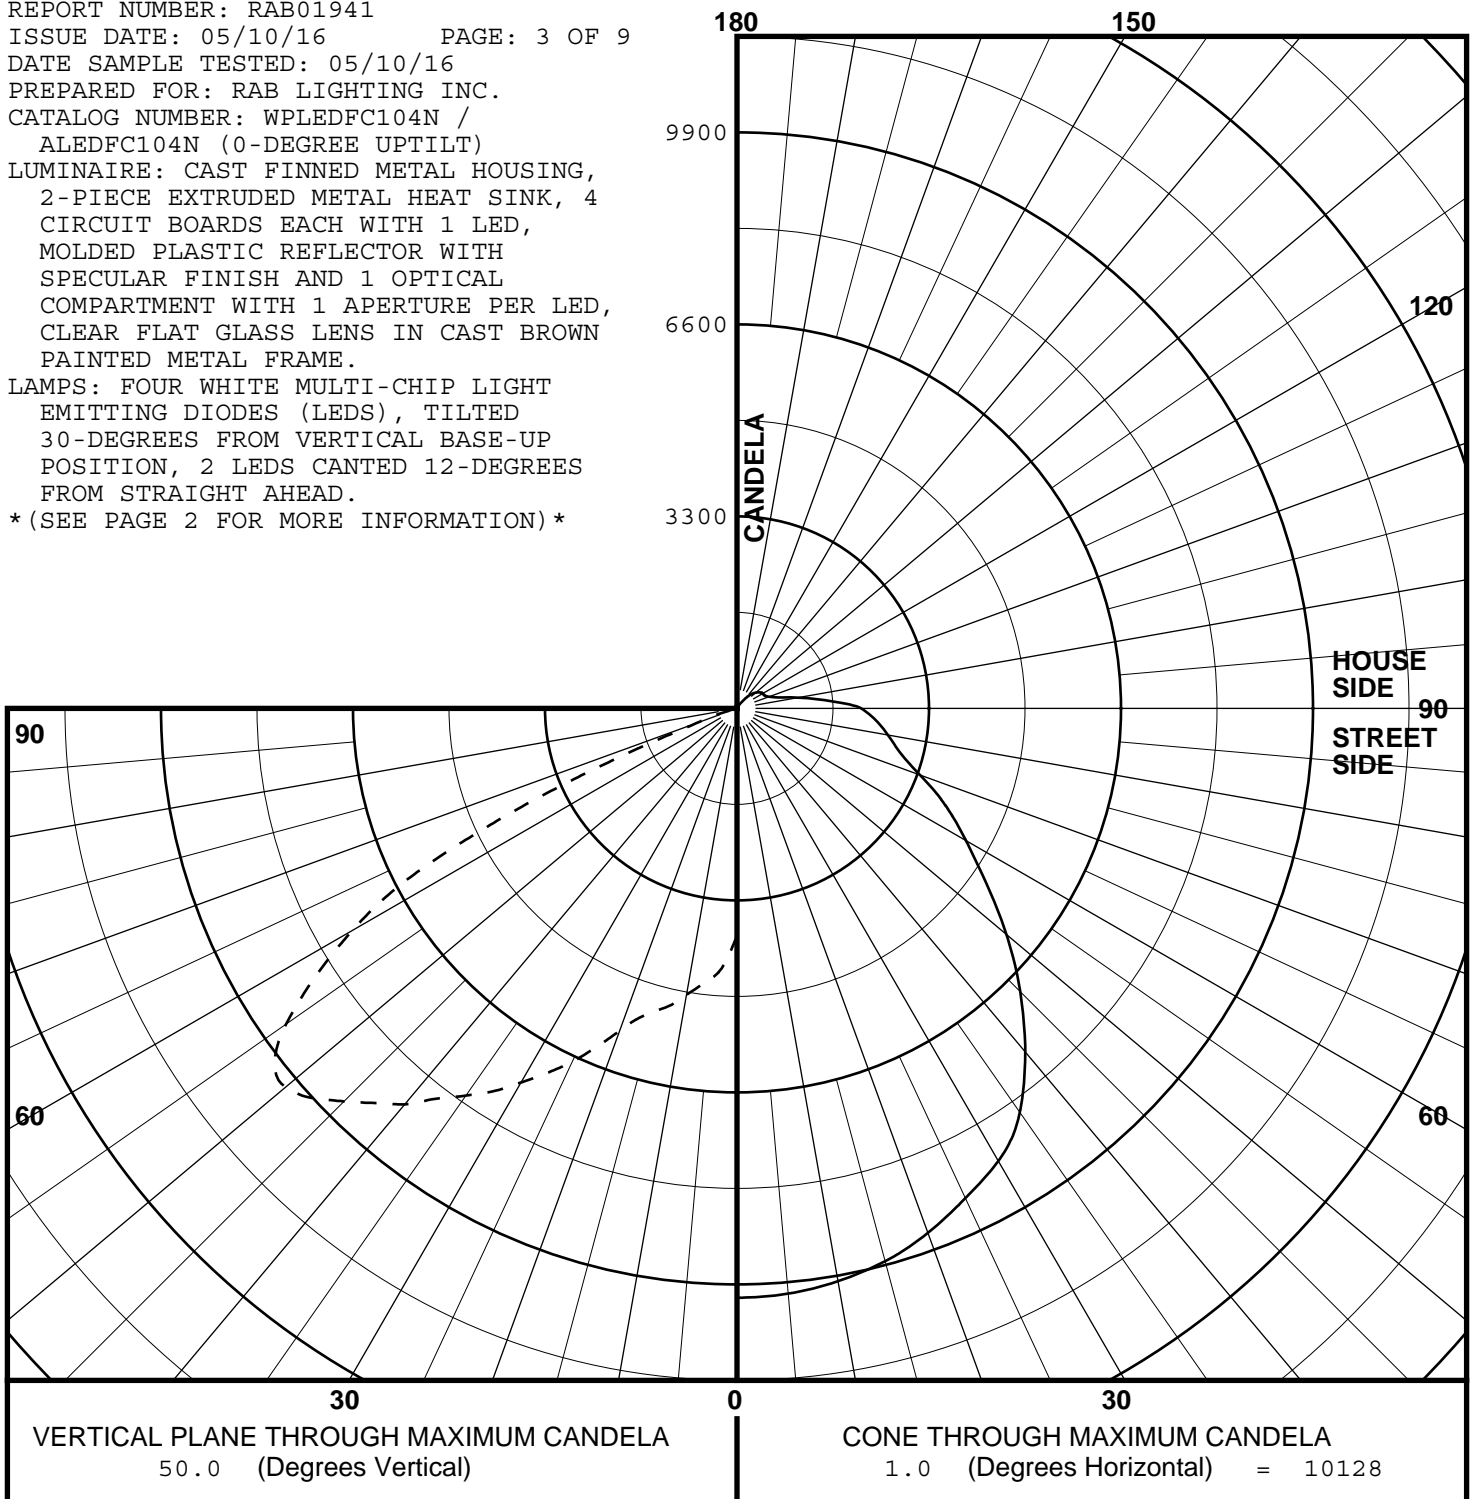 REPORT NUMBER: RAB01941
ISSUE DATE: 05/10/16 PAGE: 3 OF 9
DATE SAMPLE TESTED: 05/10/16
PREPARED FOR: RAB LIGHTING INC.
CATALOG NUMBER: WPLEDFC104N /
ALEDFC104N (0-DEGREE UPTILT)
LUMINAIRE: CAST FINNED METAL HOUSING,
2-PIECE EXTRUDED METAL HEAT SINK, 4
CIRCUIT BOARDS EACH WITH 1 LED,
MOLDED PLASTIC REFLECTOR WITH
SPECULAR FINISH AND 1 OPTICAL
COMPARTMENT WITH 1 APERTURE PER LED,
CLEAR FLAT GLASS LENS IN CAST BROWN
PAINTED METAL FRAME.
LAMPS: FOUR WHITE MULTI-CHIP LIGHT
EMITTING DIODES (LEDS), TILTED
30-DEGREES FROM VERTICAL BASE-UP
POSITION, 2 LEDS CANTED 12-DEGREES
FROM STRAIGHT AHEAD.
*(SEE PAGE 2 FOR MORE INFORMATION)*
180 150
9900
6600
3300
CANDELA
120
HOUSE
SIDE
90
STREET
SIDE
90
60 60
30 0 30
VERTICAL PLANE THROUGH MAXIMUM CANDELA
50.0 (Degrees Vertical)
CONE THROUGH MAXIMUM CANDELA
1.0 (Degrees Horizontal) = 10128